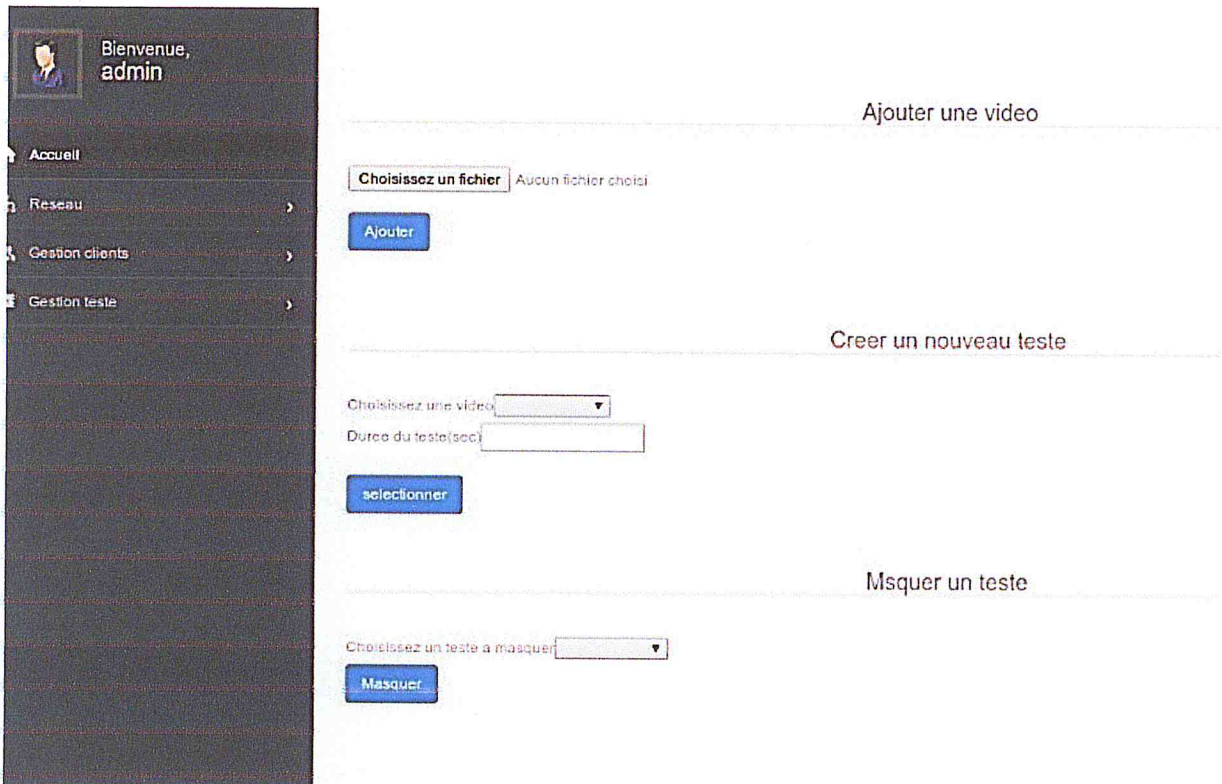 Bienvenue,
admin
Accueil
Reseau
Gestion clients
Gestion teste
Ajouter une video
Choisissez un fichier Aucun fichier choisi
Ajouter
Creer un nouveau teste
Choisissez une video
Duree du teste(sec)
selectionner
Msquer un teste
Choisissez un teste a masquer
Masquer